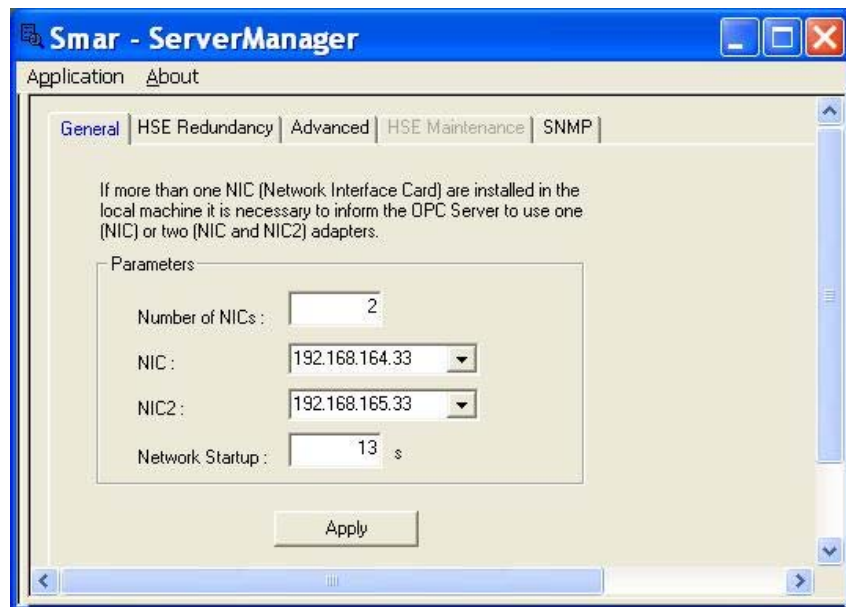 Smar - ServerManager
Application About
General HSE Redundancy Advanced HSE Maintenance SNMP
If more than one NIC (Network Interface Card) are installed in the
local machine it is necessary to inform the OPC Server to use one
(NIC) or two (NIC and NIC2) adapters.
Parameters
Number of NICs : 2
NIC : 192.168.164.33
NIC2 : 192.168.165.33
Network Startup : 13 s
Apply